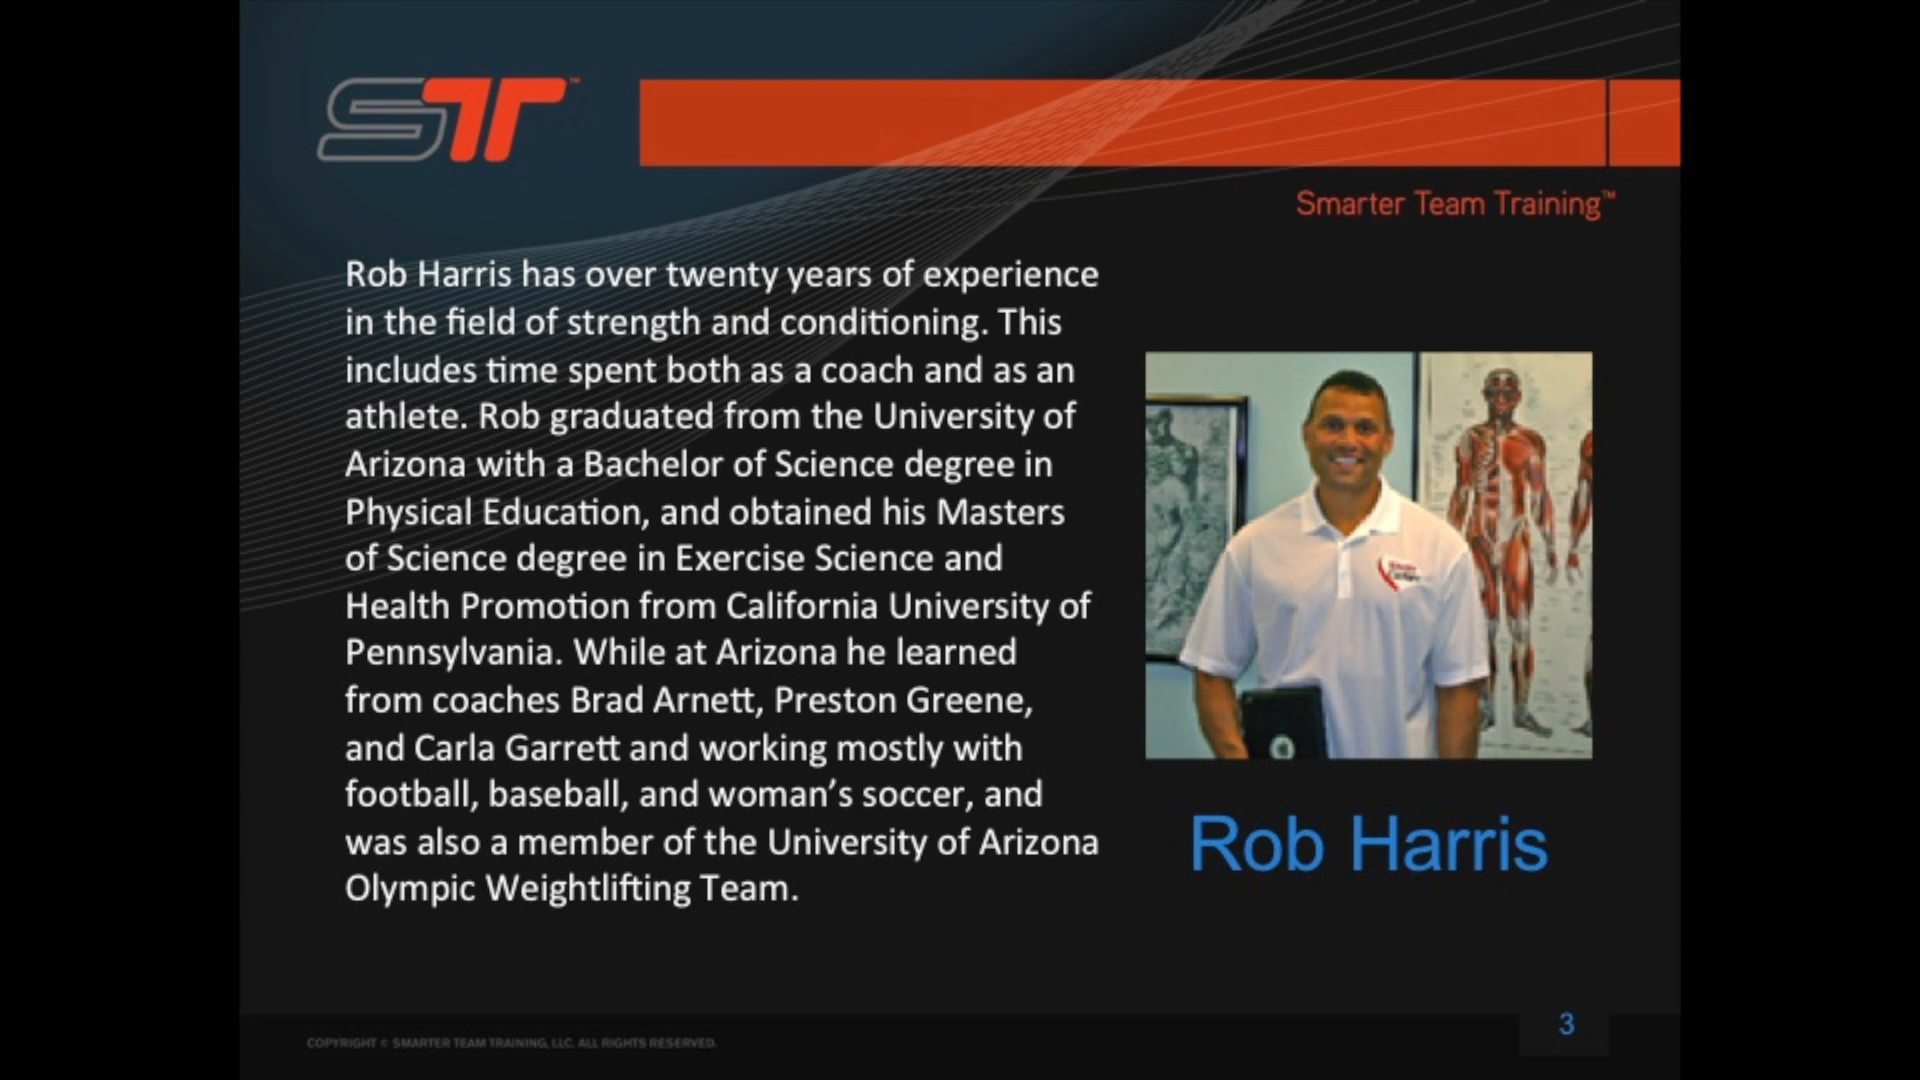 ST™
Smarter Team Training™
Rob Harris has over twenty years of experience
in the field of strength and conditioning. This
includes time spent both as a coach and as an
athlete. Rob graduated from the University of
Arizona with a Bachelor of Science degree in
Physical Education, and obtained his Masters
of Science degree in Exercise Science and
Health Promotion from California University of
Pennsylvania. While at Arizona he learned
from coaches Brad Arnett, Preston Greene,
and Carla Garrett and working mostly with
football, baseball, and woman’s soccer, and
was also a member of the University of Arizona
Olympic Weightlifting Team.
Rob Harris
COPYRIGHT © SMARTER TEAM TRAINING, LLC. ALL RIGHTS RESERVED.
3